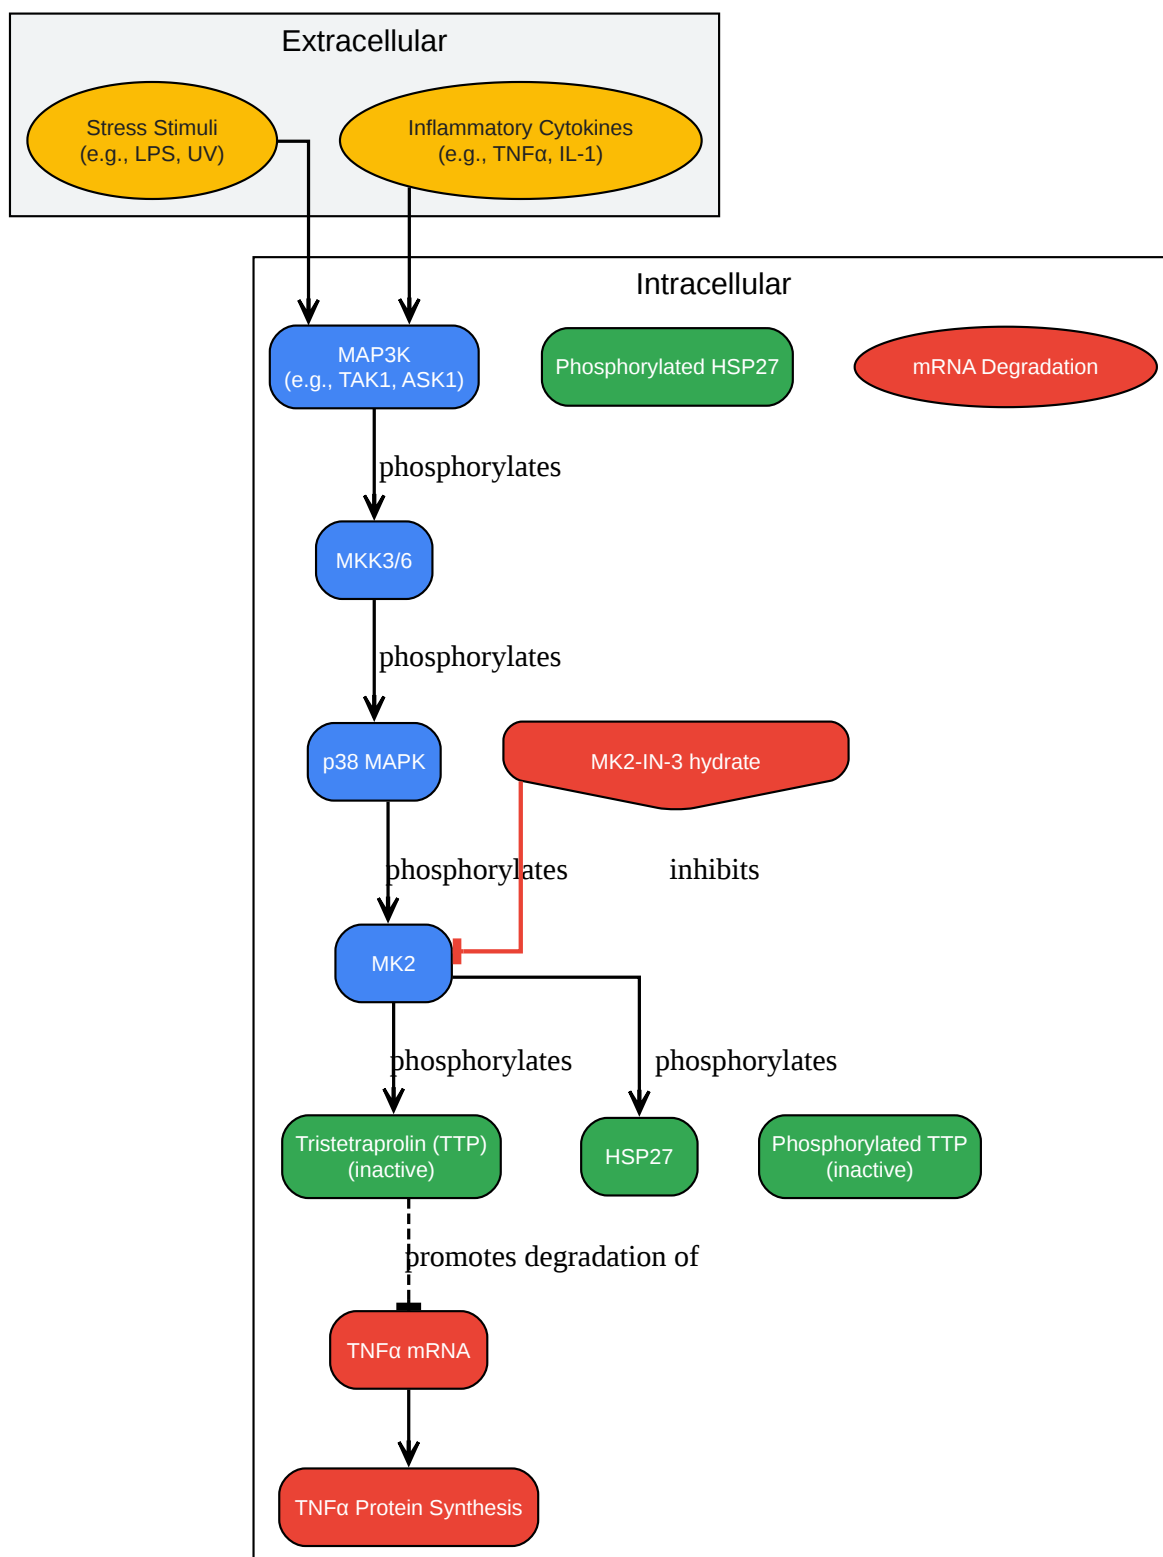 Extracellular
Stress Stimuli
(e.g., LPS, UV)
Inflammatory Cytokines
(e.g., TNFα, IL-1)
Intracellular
MAP3K
(e.g., TAK1, ASK1)
Phosphorylated HSP27
mRNA Degradation
phosphorylates
MKK3/6
phosphorylates
p38 MAPK
MK2-IN-3 hydrate
phosphorylates
inhibits
MK2
phosphorylates
phosphorylates
Tristetraprolin (TTP)
(inactive)
HSP27
Phosphorylated TTP
(inactive)
promotes degradation of
TNFα mRNA
TNFα Protein Synthesis